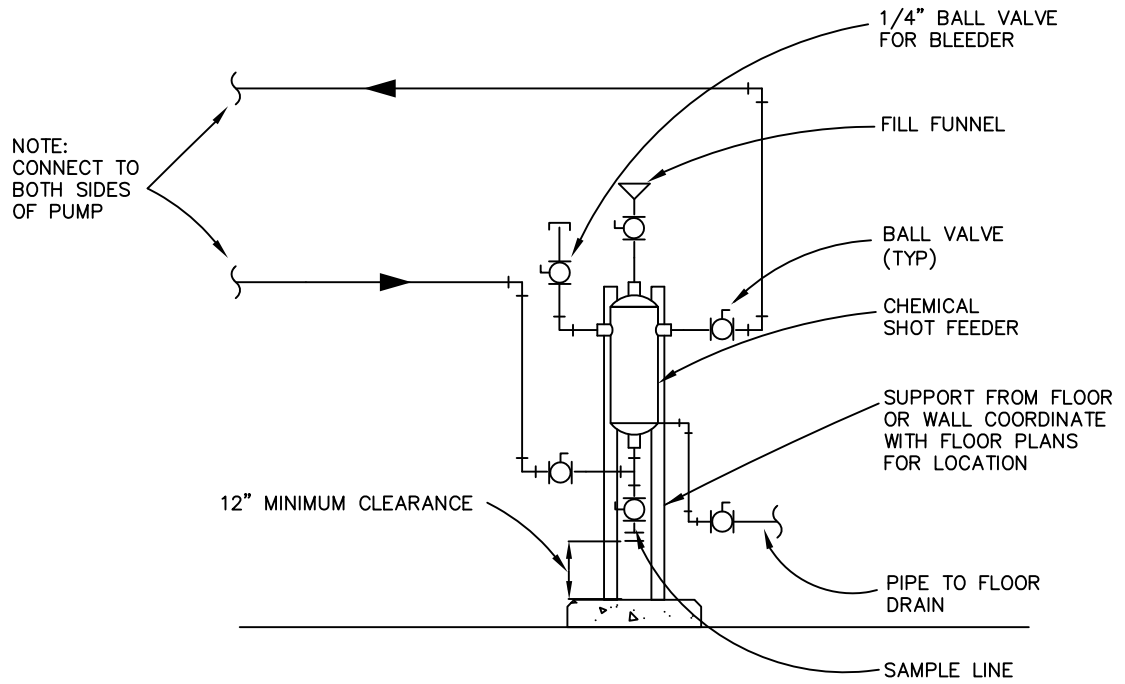 1/4" BALL VALVE
FOR BLEEDER
FILL FUNNEL
NOTE:
CONNECT TO
BOTH SIDES
OF PUMP
BALL VALVE
(TYP)
CHEMICAL
SHOT FEEDER
SUPPORT FROM FLOOR
OR WALL COORDINATE
WITH FLOOR PLANS
FOR LOCATION
12" MINIMUM CLEARANCE
PIPE TO FLOOR
DRAIN
SAMPLE LINE